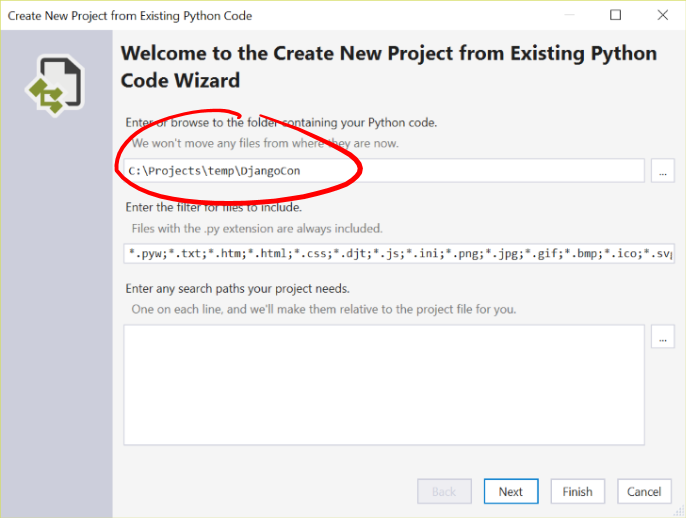 Create New Project from Existing Python Code
Welcome to the Create New Project from Existing Python
Code Wizard
Enter or browse to the folder containing your Python code.
We won't move any files from where they are now.
C:\Projects\temp\DjangoCon
...
Enter the filter for files to include.
Files with the .py extension are always included.
*.pyw;*.txt;*.htm;*.html;*.css;*.djt;*.js;*.ini;*.png;*.jpg;*.gif;*.bmp;*.ico;*.svg
Enter any search paths your project needs.
One on each line, and we'll make them relative to the project file for you.
...
Back Next Finish Cancel